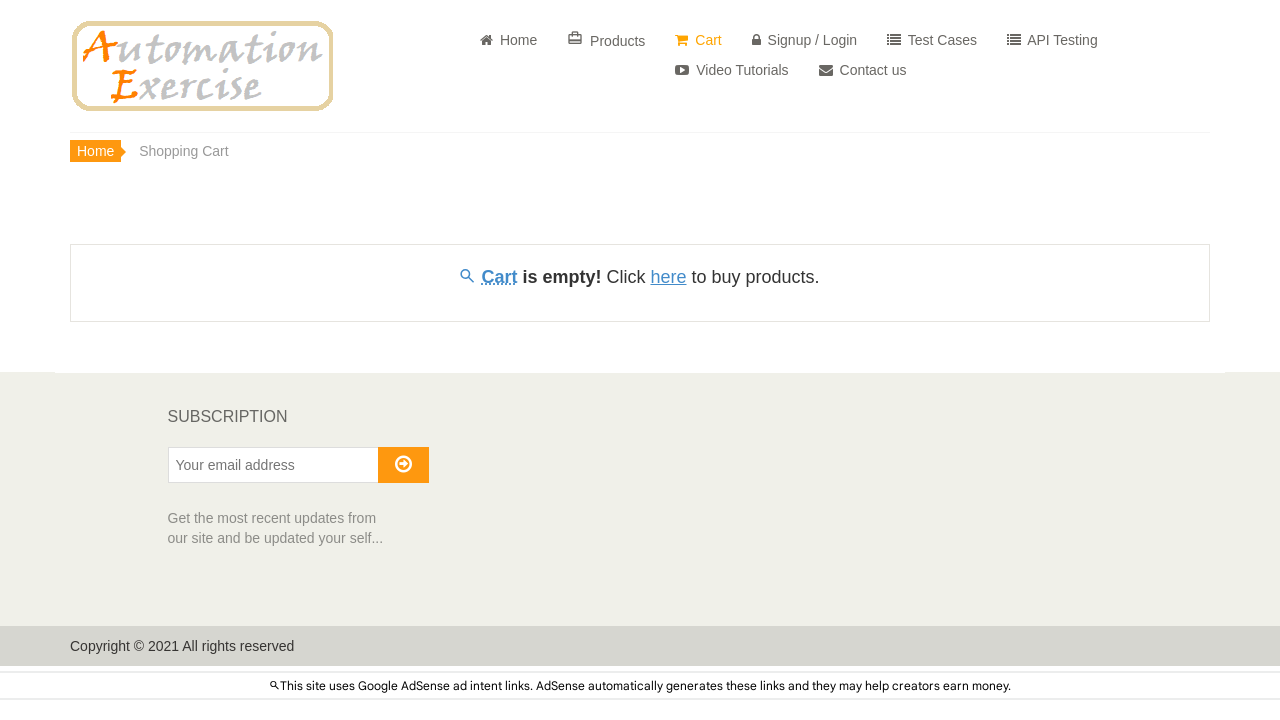 Automation
Exercise
Home
Products
Cart
Signup / Login
Test Cases
API Testing
Video Tutorials
Contact us
Home
Shopping Cart
Cart is empty! Click here to buy products.
SUBSCRIPTION
Your email address
Get the most recent updates from
our site and be updated your self...
Copyright © 2021 All rights reserved
This site uses Google AdSense ad intent links. AdSense automatically generates these links and they may help creators earn money.